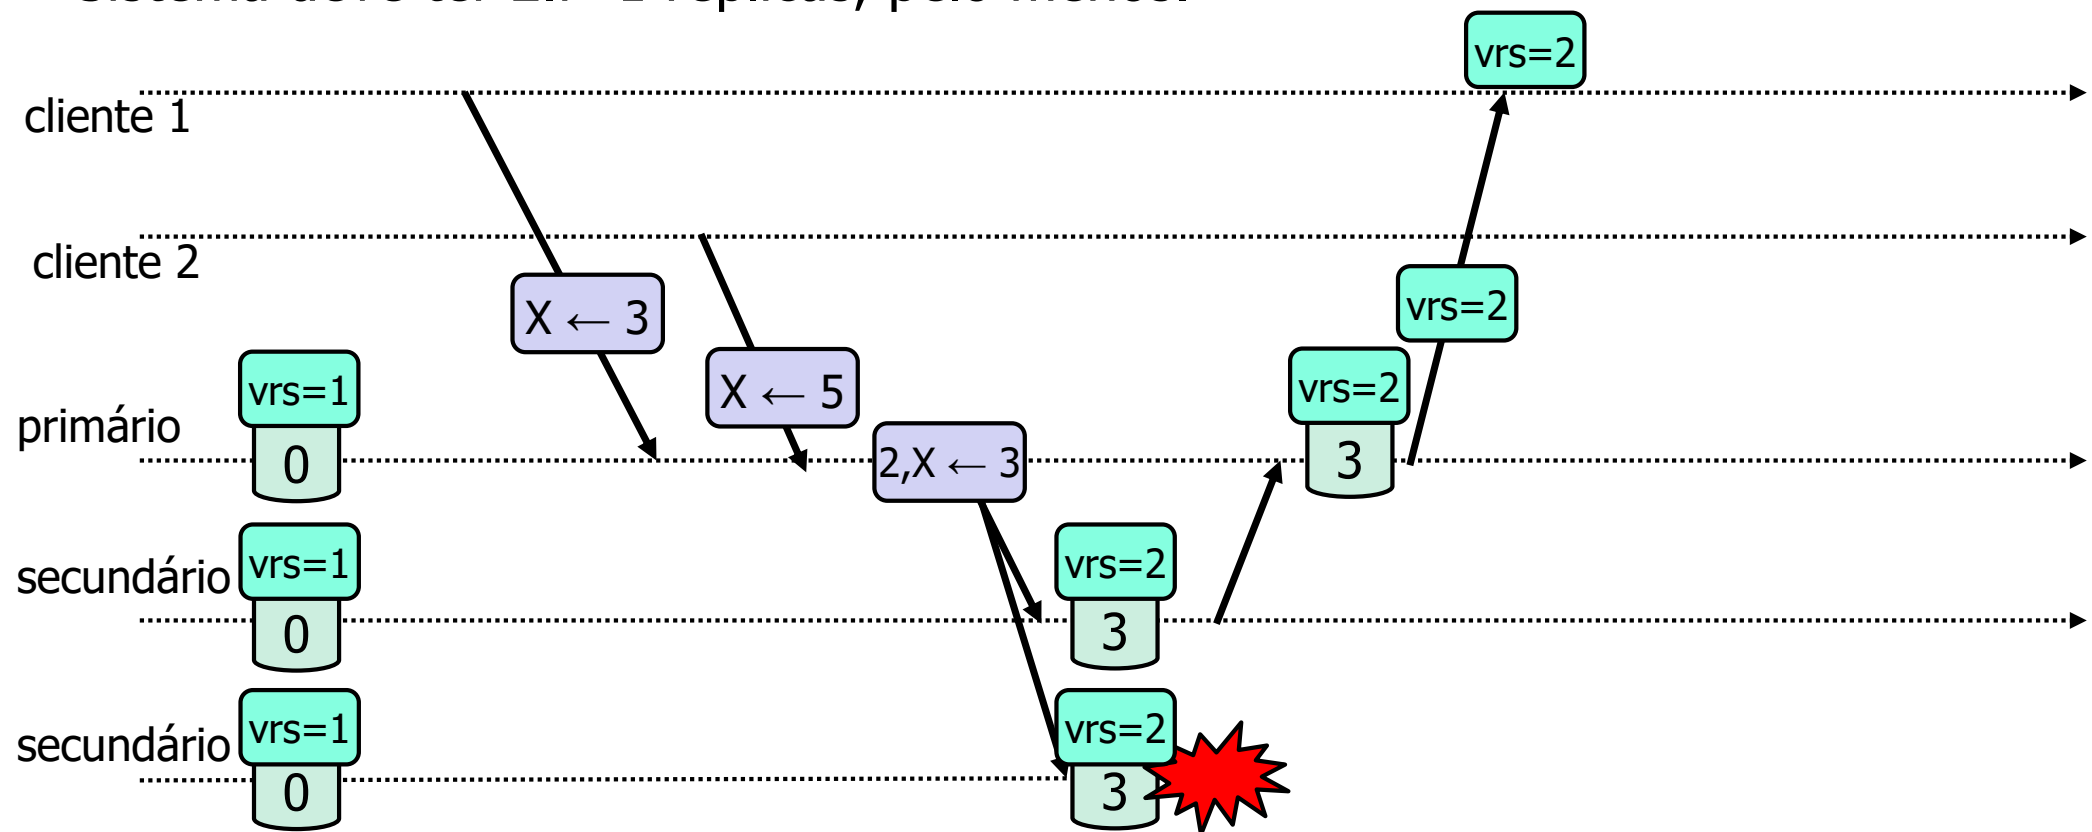 vrs=2
cliente 1
cliente 2
X ← 3
vrs=2
X ← 5
vrs=1
vrs=2
primário
0
2,X ← 3
3
secundário
vrs=1
vrs=2
0
3
secundário
vrs=1
vrs=2
0
3